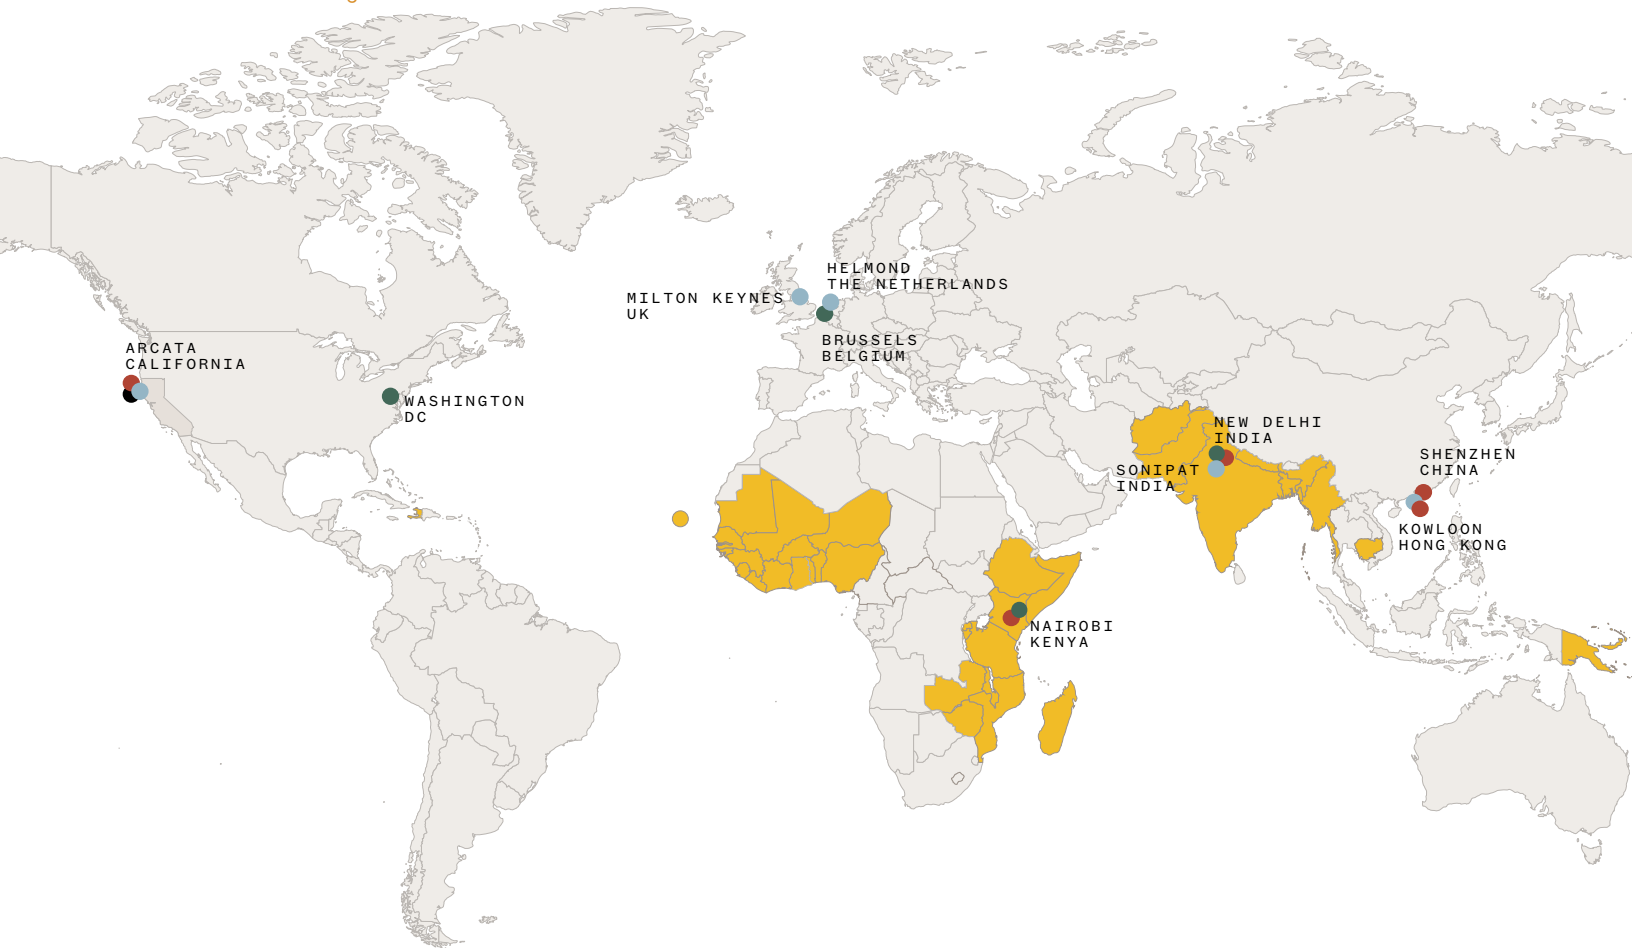 HELMOND
THE NETHERLANDS
MILTON KEYNES
UK
BRUSSELS
BELGIUM
ARCATA
CALIFORNIA
WASHINGTON
DC
NEW DELHI
INDIA
SONIPAT
INDIA
SHENZHEN
CHINA
KOWLOON
HONG KONG
NAIROBI
KENYA